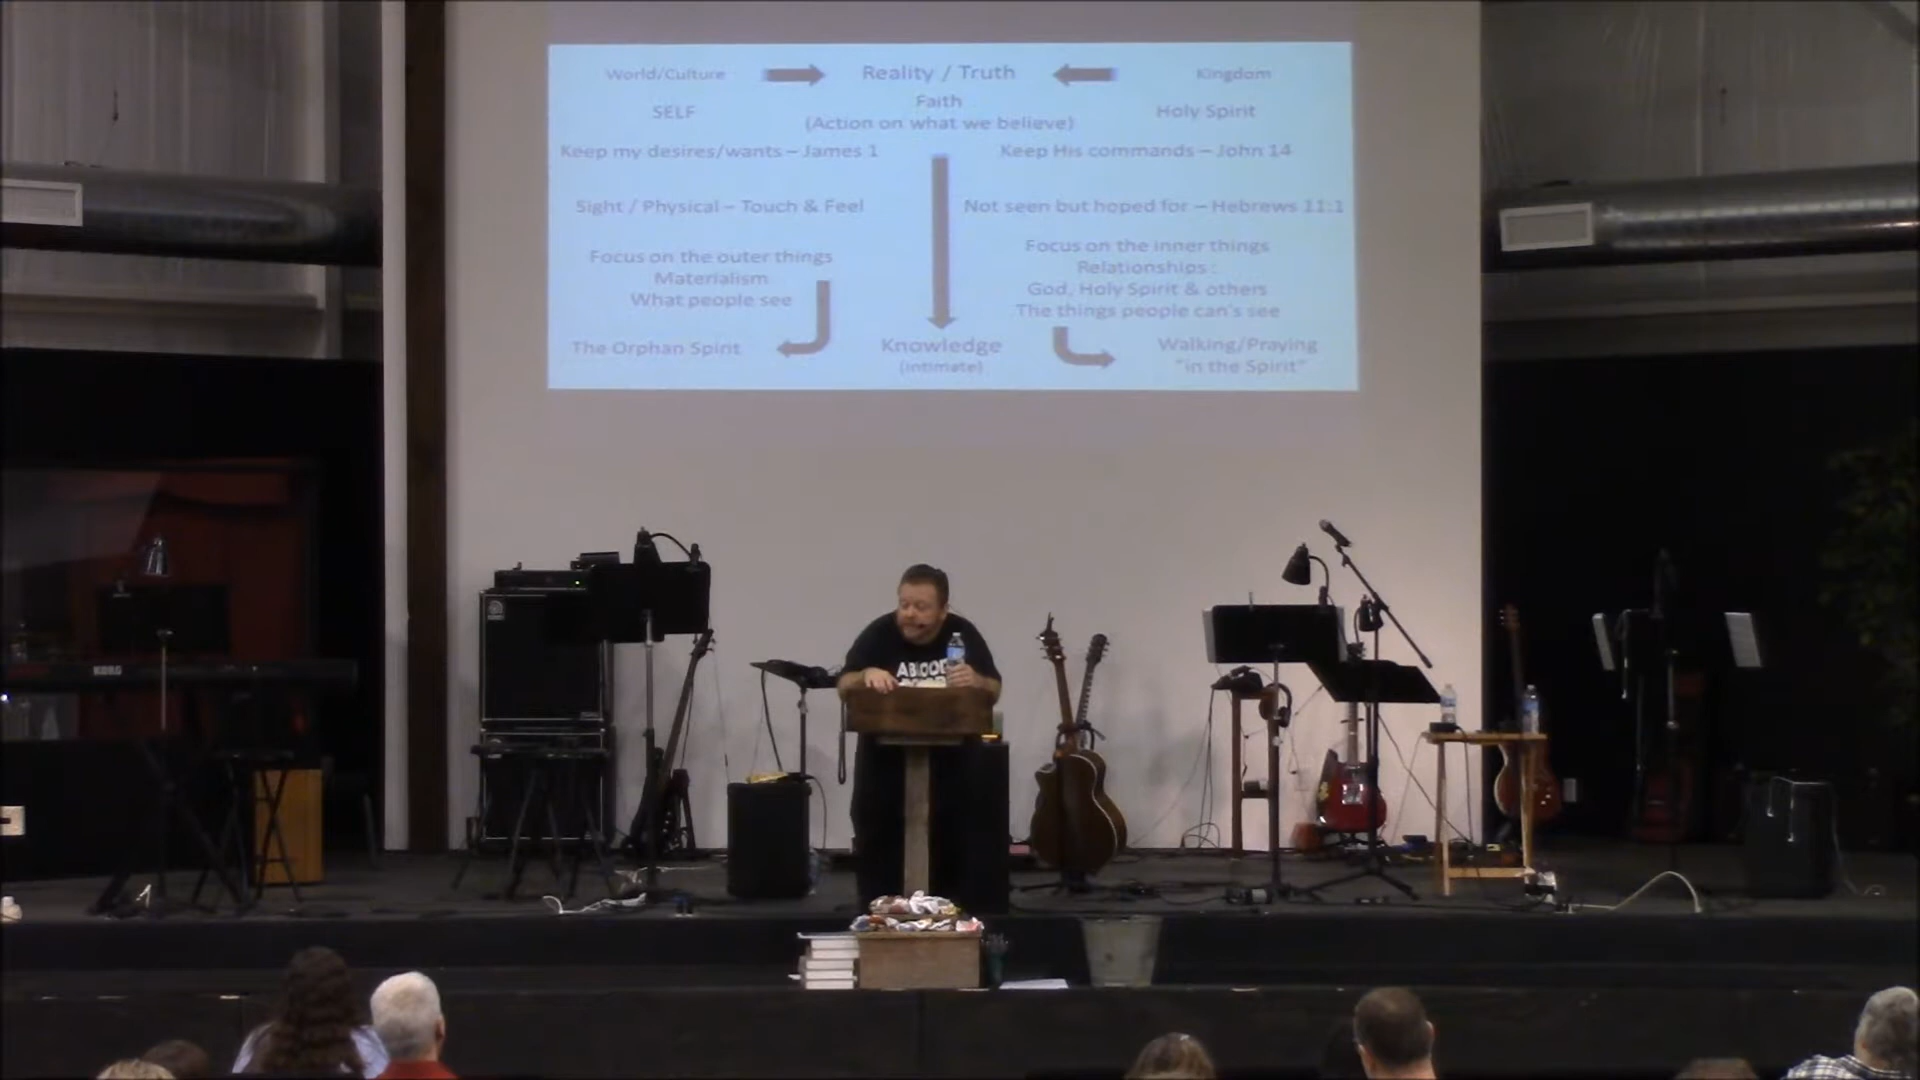 World/Culture
Reality / Truth
Kingdom
SELF
Faith
(Action on what we believe)
Holy Spirit
Keep my desires/wants – James 1
Keep His commands – John 14
Sight / Physical – Touch & Feel
Not seen but hoped for – Hebrews 11:1
Focus on the outer things
Materialism
What people see
Focus on the inner things
Relationships :
God, Holy Spirit & others
The things people can's see
The Orphan Spirit
Knowledge
(intimate)
Walking/Praying
"in the Spirit"
KORG